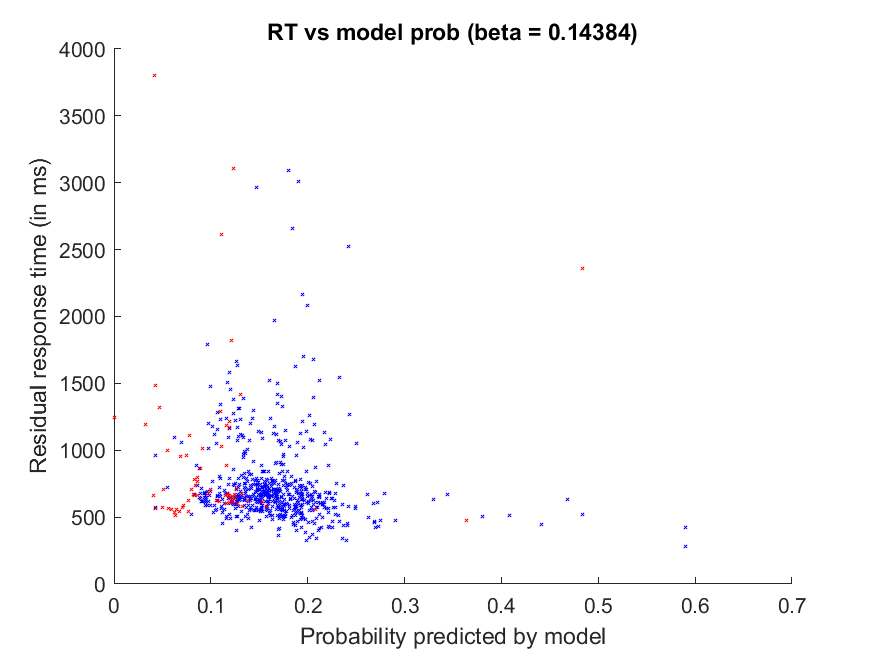 RT vs model prob (beta = 0.14384)
4000
3500
3000
2500
2000
1500
1000
500
0
Residual response time (in ms)
0 0.1 0.2 0.3 0.4 0.5 0.6 0.7
Probability predicted by model